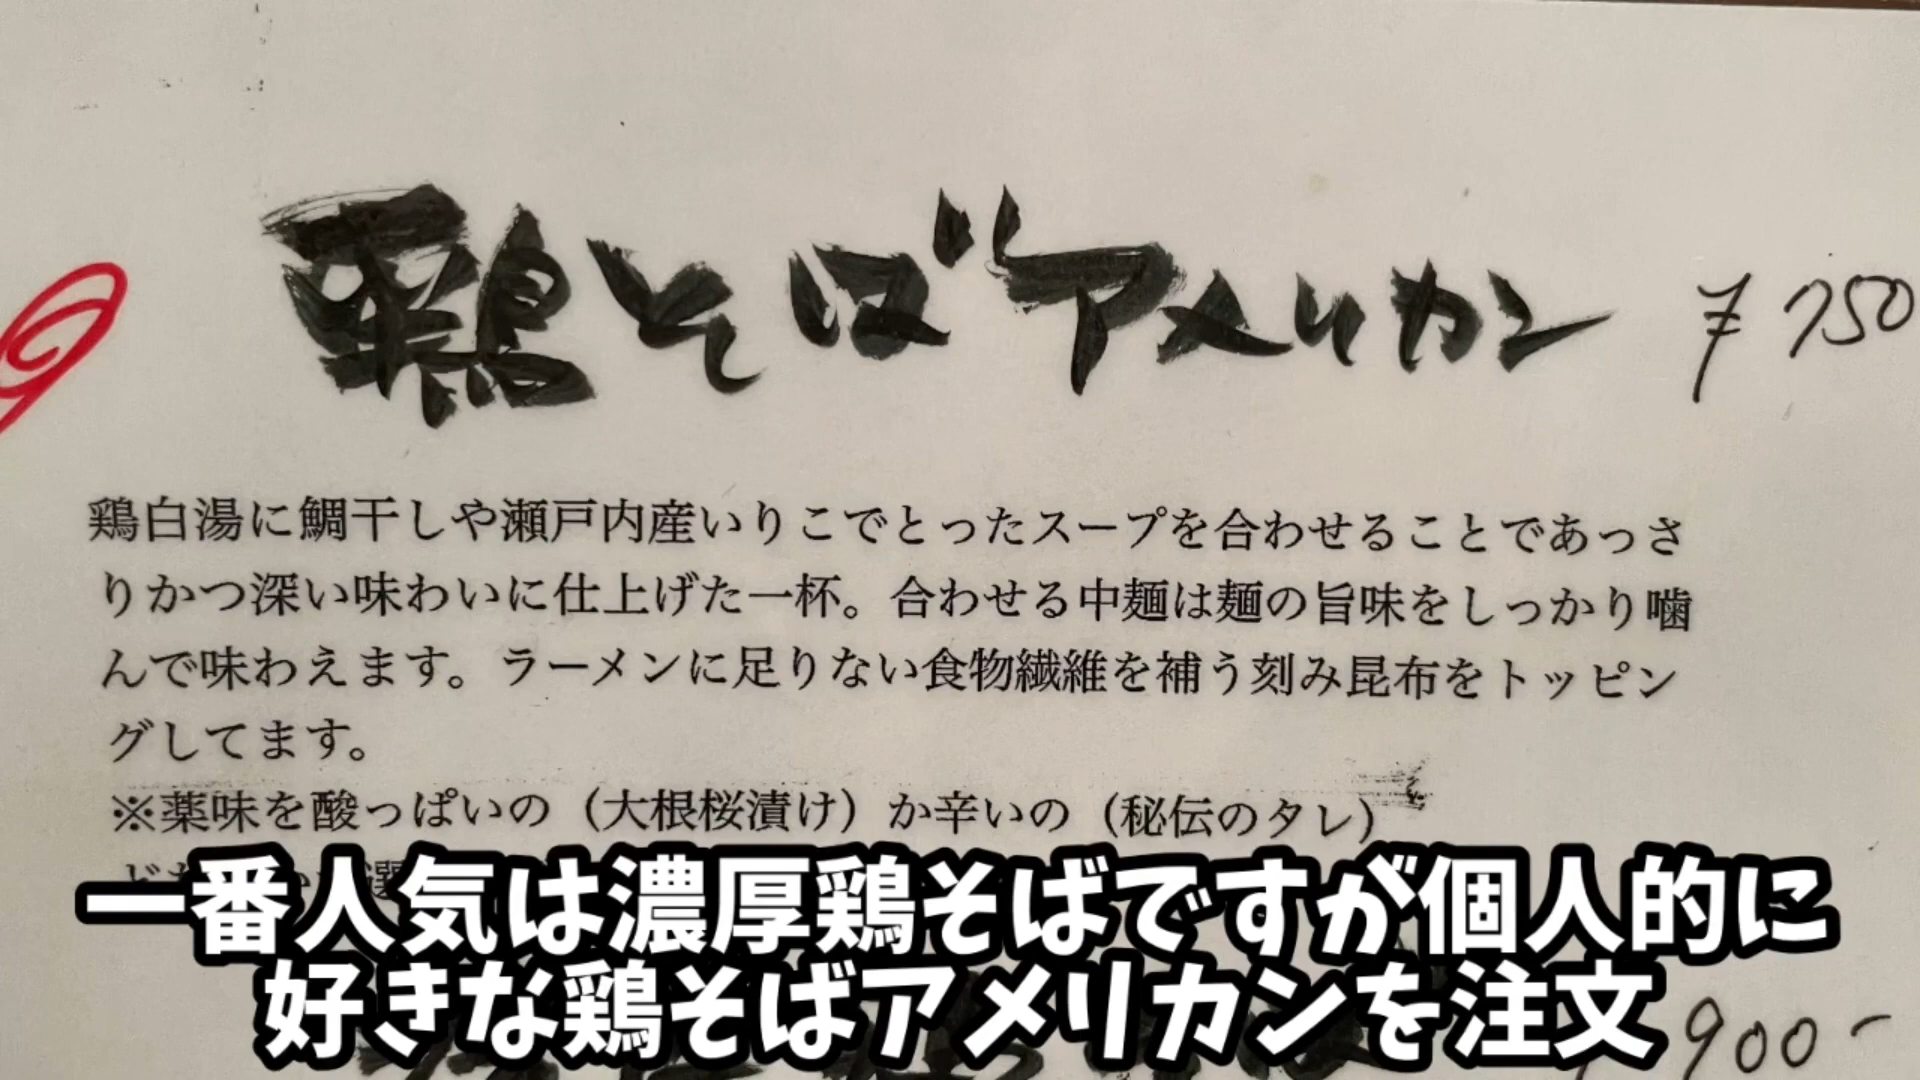 鶏そばアメリカン ¥750
鶏白湯に鯛干しや瀬戸内産いりこでとったスープを合わせることであっさ
りかつ深い味わいに仕上げた一杯。合わせる中麺は麺の旨味をしっかり噛
んで味わえます。ラーメンに足りない食物繊維を補う刻み昆布をトッピン
グしてます。
※薬味を酸っぱいの（大根桜漬け）か辛いの（秘伝のタレ）
一番人気は濃厚鶏そばですが個人的に
好きな鶏そばアメリカンを注文
900-